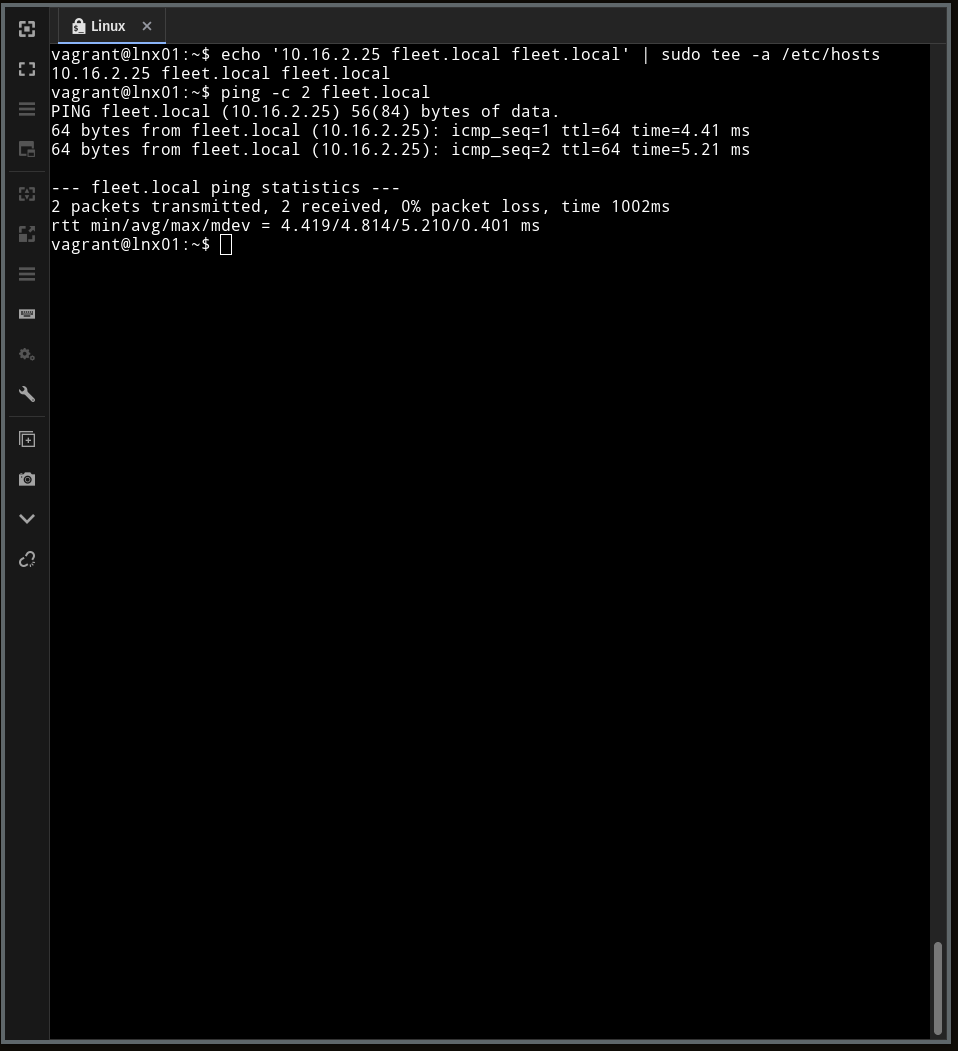 Linux
vagrant@lnx01:~$ echo '10.16.2.25 fleet.local fleet.local' | sudo tee -a /etc/hosts
10.16.2.25 fleet.local fleet.local
vagrant@lnx01:~$ ping -c 2 fleet.local
PING fleet.local (10.16.2.25) 56(84) bytes of data.
64 bytes from fleet.local (10.16.2.25): icmp_seq=1 ttl=64 time=4.41 ms
64 bytes from fleet.local (10.16.2.25): icmp_seq=2 ttl=64 time=5.21 ms
--- fleet.local ping statistics ---
2 packets transmitted, 2 received, 0% packet loss, time 1002ms
rtt min/avg/max/mdev = 4.419/4.814/5.210/0.401 ms
vagrant@lnx01:~$